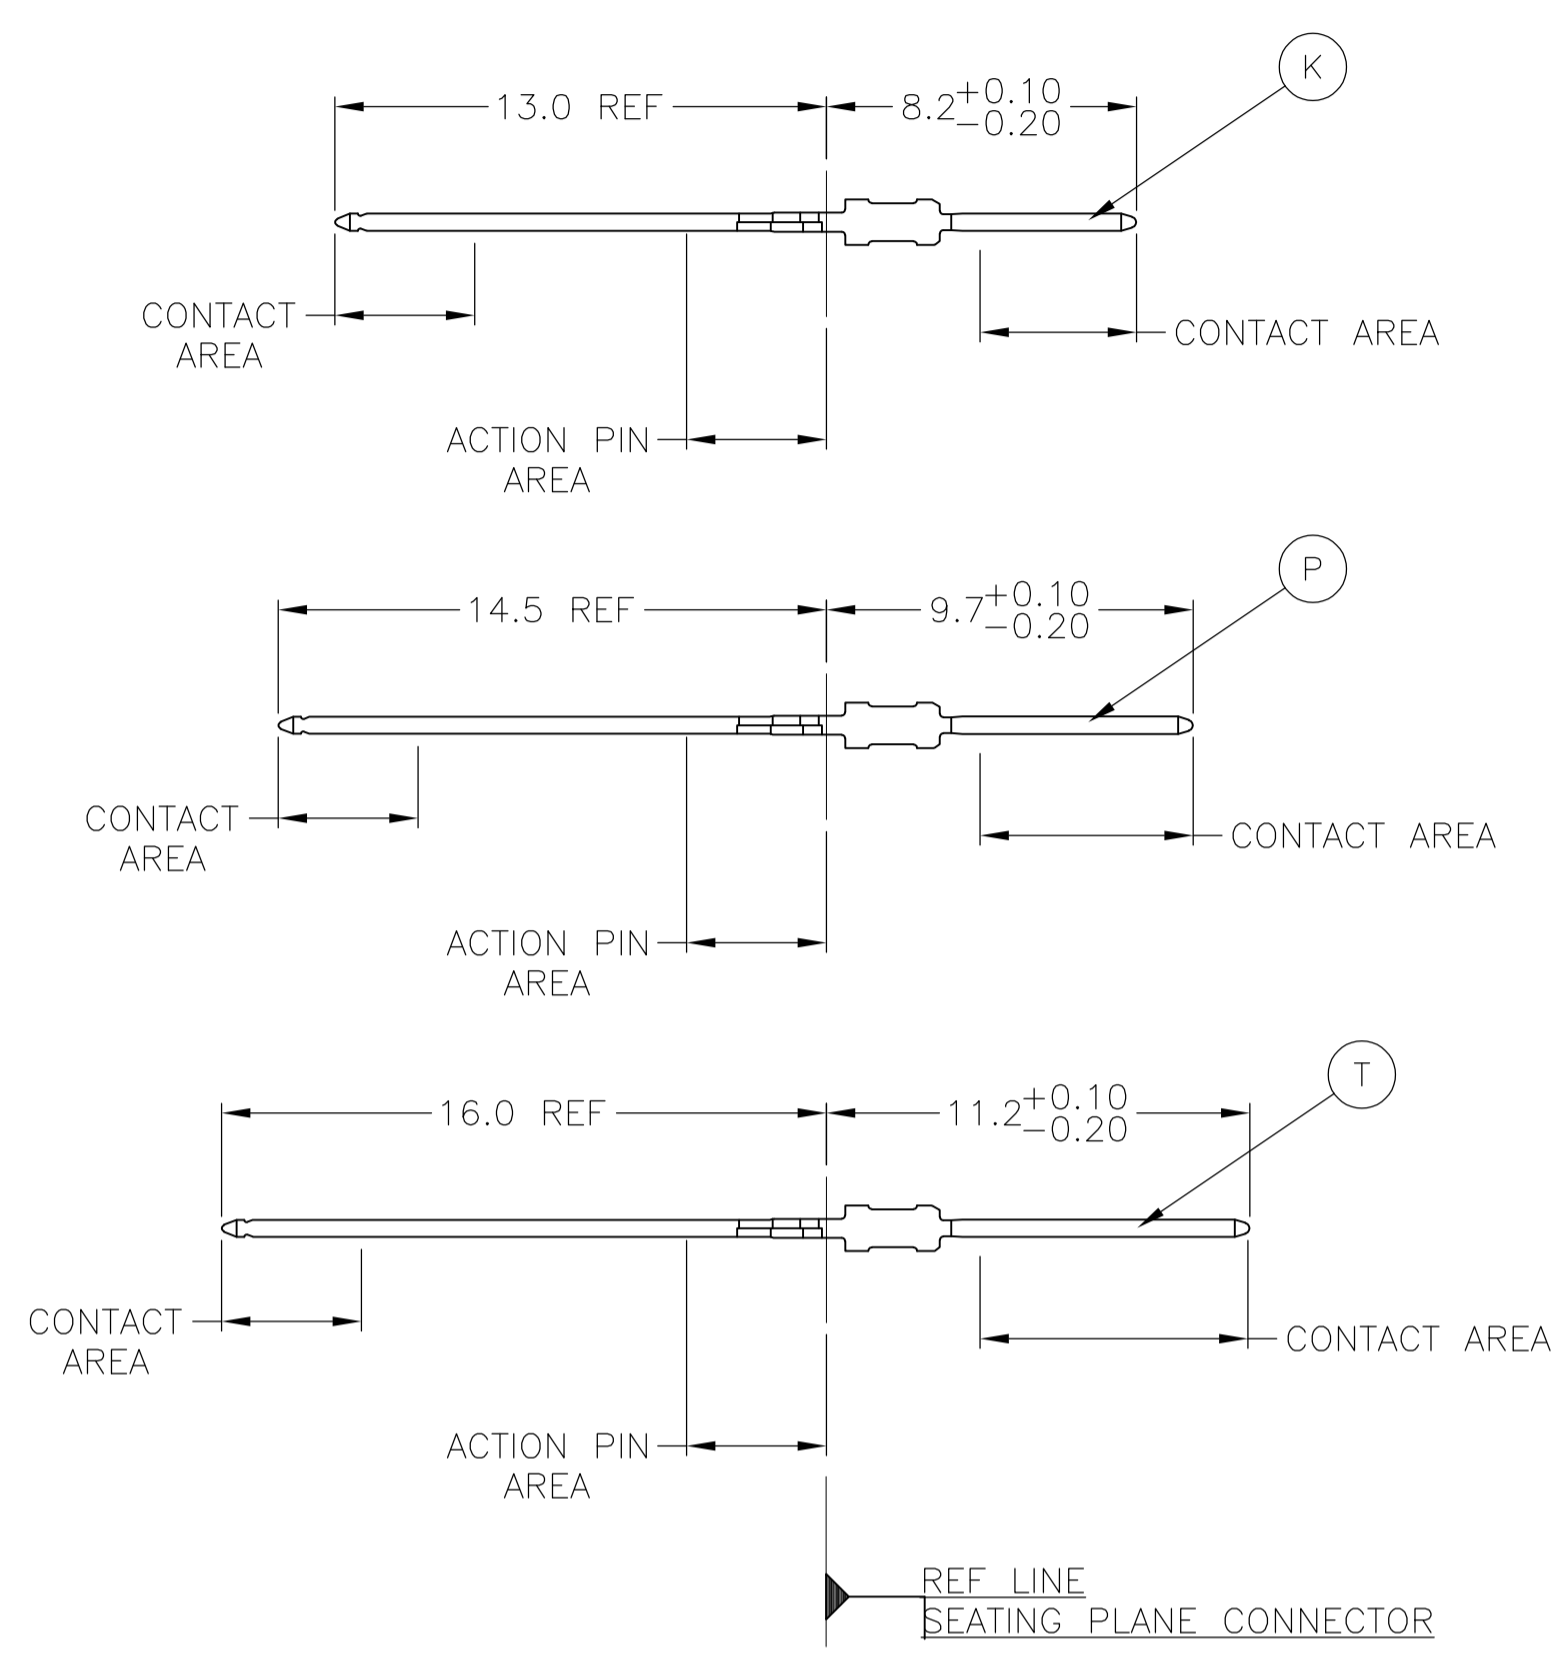 K
13.0 REF
8.2 +0.10
-0.20
CONTACT
AREA
CONTACT AREA
ACTION PIN
AREA
P
14.5 REF
9.7 +0.10
-0.20
CONTACT
AREA
CONTACT AREA
ACTION PIN
AREA
T
16.0 REF
11.2 +0.10
-0.20
CONTACT
AREA
CONTACT AREA
ACTION PIN
AREA
REF LINE
SEATING PLANE CONNECTOR